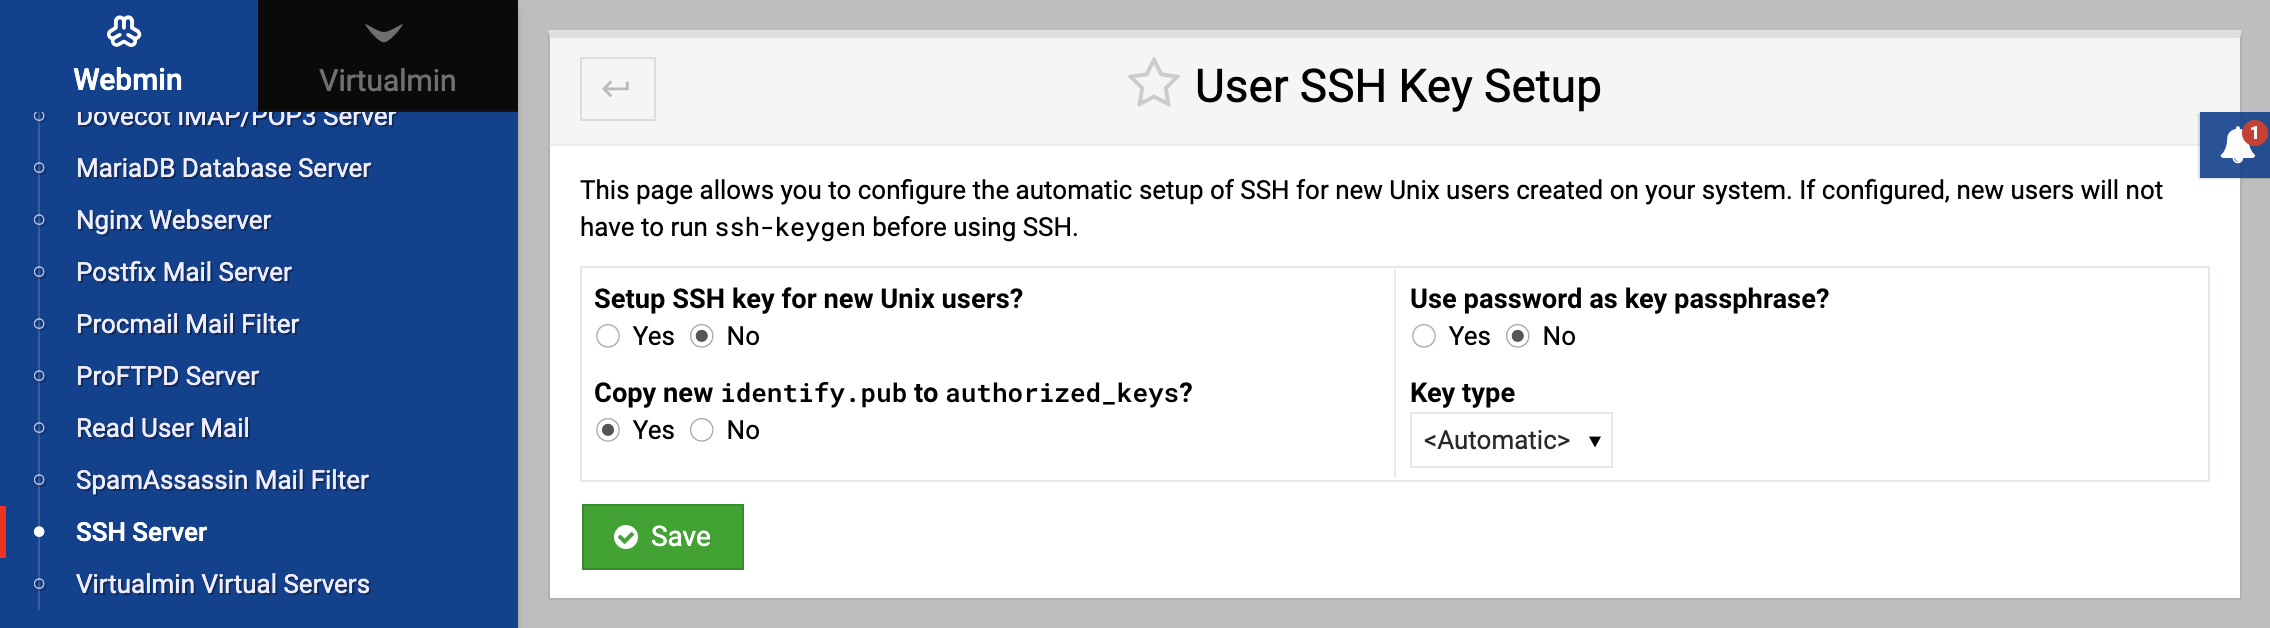 Webmin
Virtualmin
Dovecot IMAP/POP3 Server
MariaDB Database Server
Nginx Webserver
Postfix Mail Server
Procmail Mail Filter
ProFTPD Server
Read User Mail
SpamAssassin Mail Filter
SSH Server
Virtualmin Virtual Servers
User SSH Key Setup
1
This page allows you to configure the automatic setup of SSH for new Unix users created on your system. If configured, new users will not
have to run ssh-keygen before using SSH.
Setup SSH key for new Unix users?
Yes No
Use password as key passphrase?
Yes No
Copy new identify.pub to authorized_keys?
Yes No
Key type
<Automatic>
Save